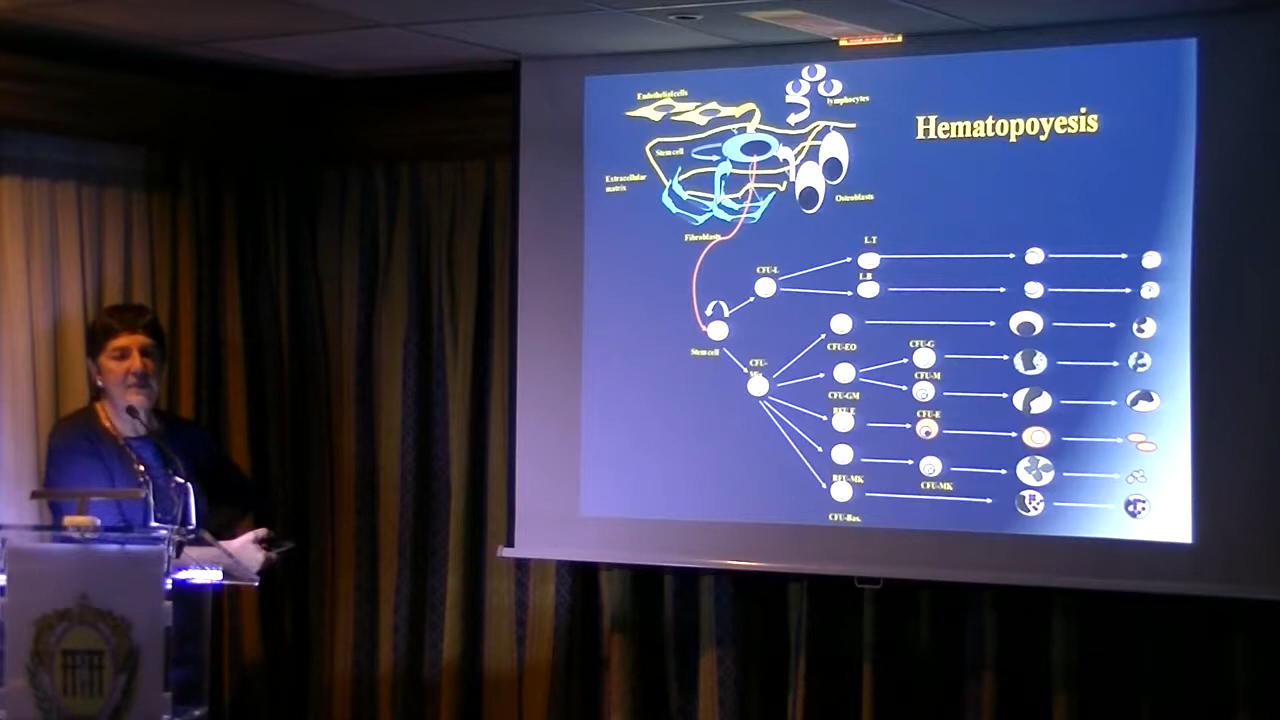 Hematopoyesis
Endothelial cells
lymphocytes
Stem cell
Extracellular
matrix
Osteoblasts
Fibroblasts
L.T
CFU-L
L.B
Stem cell
CFU-
CFU-EO
CFU-G
CFU-M
CFU-GM
CFU-E
CFU-MK
CFU-Bas.